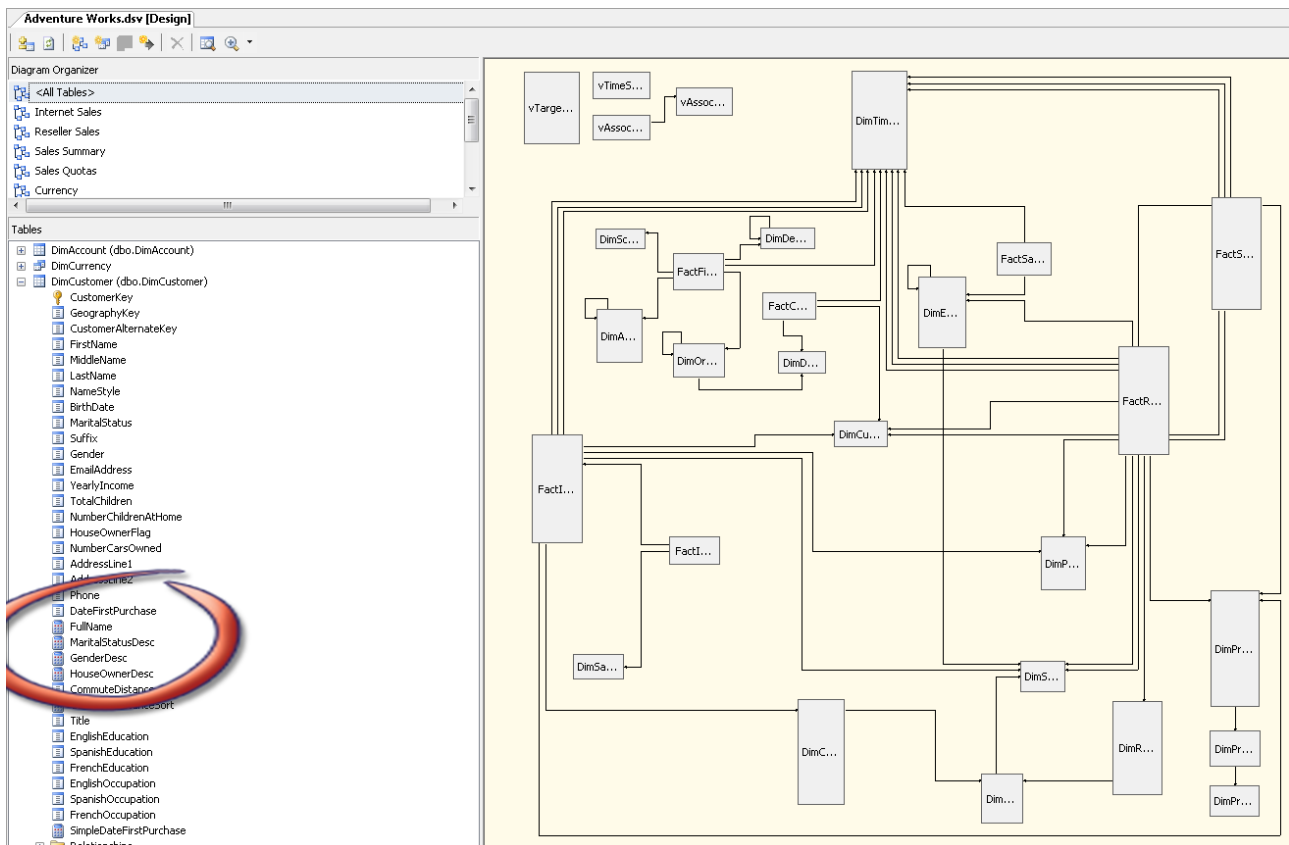 Adventure Works.dsv [Design]
Diagram Organizer
<All Tables>
Internet Sales
Reseller Sales
Sales Summary
Sales Quotas
Currency
Tables
DimAccount (dbo.DimAccount)
DimCurrency
DimCustomer (dbo.DimCustomer)
CustomerKey
GeographyKey
CustomerAlternateKey
FirstName
MiddleName
LastName
NameStyle
BirthDate
MaritalStatus
Suffix
Gender
EmailAddress
YearlyIncome
TotalChildren
NumberChildrenAtHome
HouseOwnerFlag
NumberCarsOwned
AddressLine1
AddressLine2
Phone
DateFirstPurchase
FullName
MaritalStatusDesc
GenderDesc
HouseOwnerDesc
CommuteDistance
Title
EnglishEducation
SpanishEducation
FrenchEducation
EnglishOccupation
SpanishOccupation
FrenchOccupation
SimpleDateFirstPurchase
vTarge...
vTimeS...
vAssoc...
vAssoc...
DimTim...
FactS...
DimSc...
DimDe...
FactFi...
FactSa...
DimE...
FactC...
DimA...
DimOr...
DimD...
FactR...
DimCu...
FactI...
FactI...
DimP...
DimPr...
DimSa...
DimS...
DimC...
DimR...
DimPr...
Dim...
DimPr...